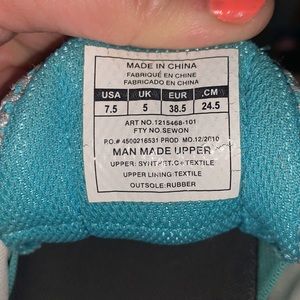 MADE IN CHINA
FABRIQUÉ EN CHINE
FABRICADO EN CHINA
USA UK EUR .CM
7.5 5 38.5 24.5
ART NO.1215468-101
FTY NO.SEWON
P.O.# 4500216531 PROD MO.12/2010
MAN MADE UPPER
UPPER: SYNTHET.C+TEXTILE
UPPER LINING:TEXTILE
OUTSOLE:RUBBER